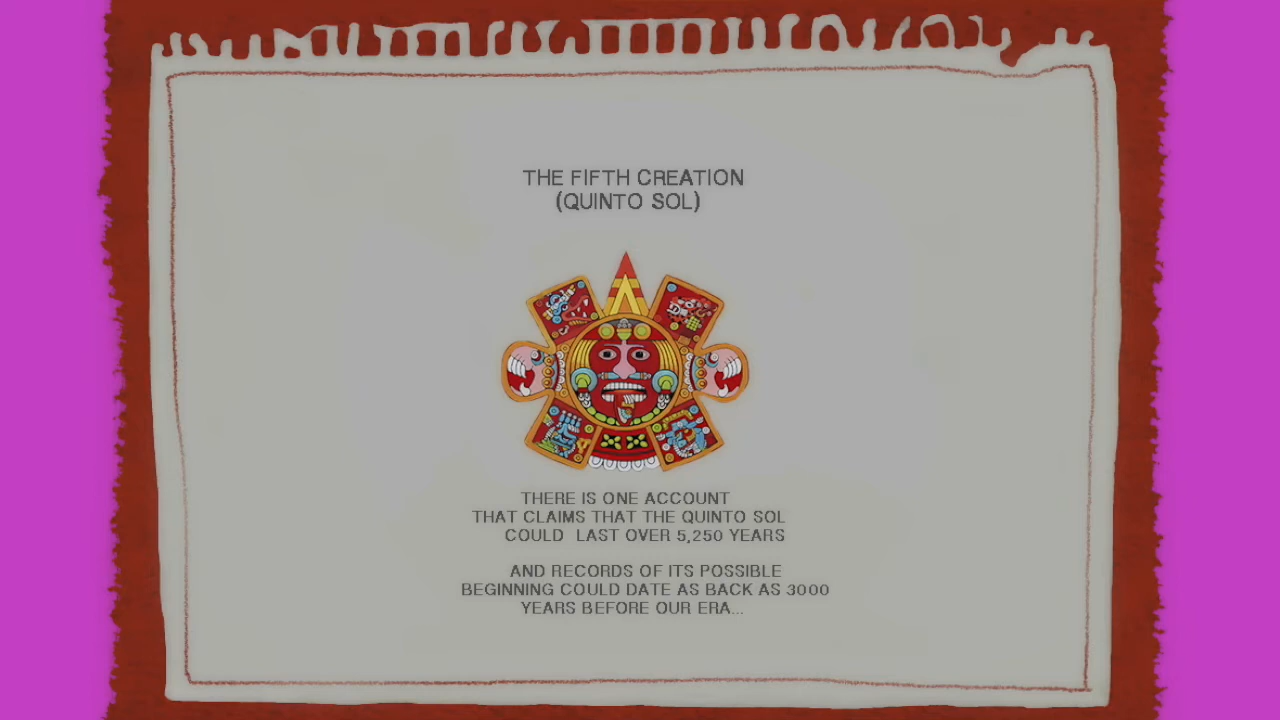 THE FIFTH CREATION
(QUINTO SOL)
THERE IS ONE ACCOUNT
THAT CLAIMS THAT THE QUINTO SOL
COULD LAST OVER 5,250 YEARS
AND RECORDS OF ITS POSSIBLE
BEGINNING COULD DATE AS BACK AS 3000
YEARS BEFORE OUR ERA...